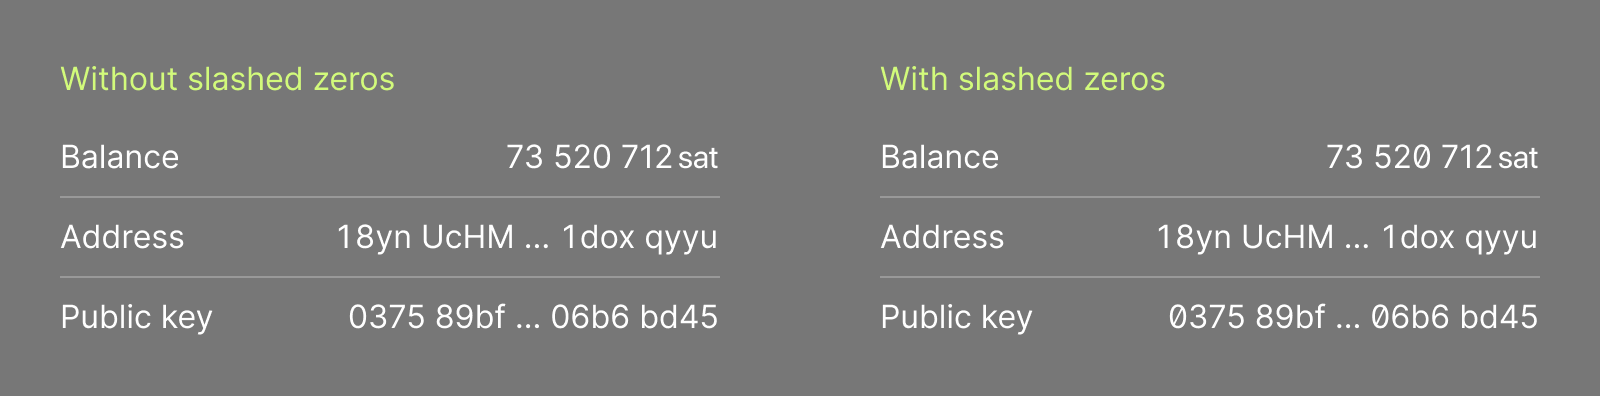 Without slashed zeros
Balance 73 520 712 sat
Address 18yn UcHM ... 1dox qyyu
Public key 0375 89bf ... 06b6 bd45
With slashed zeros
Balance 73 520 712 sat
Address 18yn UcHM ... 1dox qyyu
Public key 0375 89bf ... 06b6 bd45